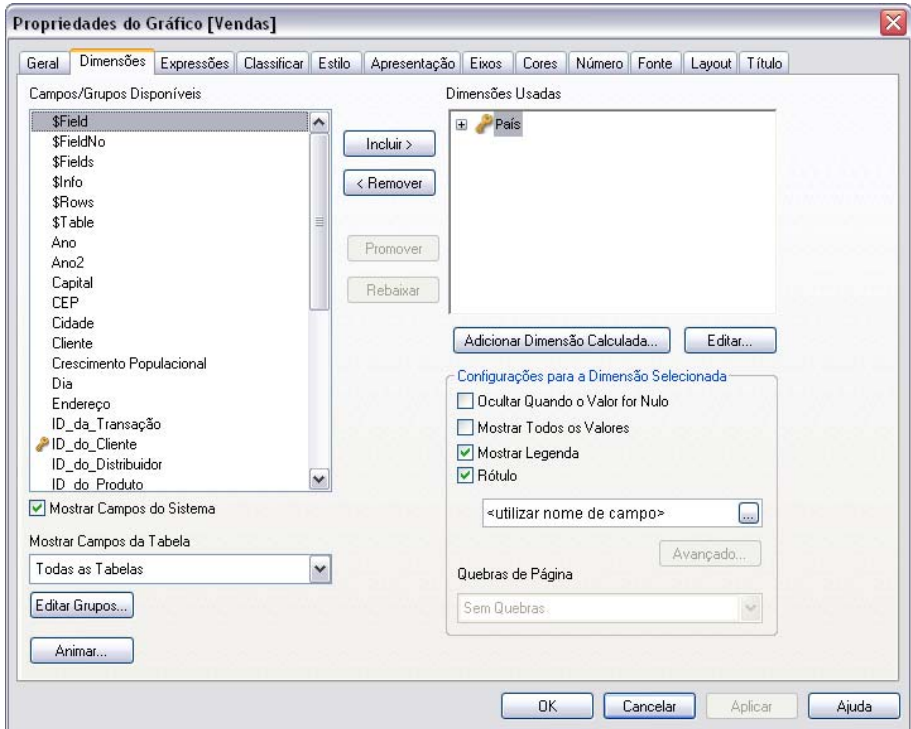 Propriedades do Gráfico [Vendas]
Geral Dimensões Expressões Classificar Estilo Apresentação Eixos Cores Número Fonte Layout Título
Campos/Grupos Disponíveis
$Field
$FieldNo
$Fields
$Info
$Rows
$Table
Ano
Ano2
Capital
CEP
Cidade
Cliente
Crescimento Populacional
Dia
Endereço
ID_da_Transação
ID_do_Cliente
ID_do_Distribuidor
ID_do_Produto
Mostrar Campos do Sistema
Mostrar Campos da Tabela
Todas as Tabelas
Editar Grupos...
Animar...
Incluir >
< Remover
Promover
Rebaixar
Dimensões Usadas
País
Adicionar Dimensão Calculada... Editar...
Configurações para a Dimensão Selecionada
Ocultar Quando o Valor for Nulo
Mostrar Todos os Valores
Mostrar Legenda
Rótulo
<utilizar nome de campo> ...
Avançado...
Quebras de Página
Sem Quebras
OK Cancelar Aplicar Ajuda